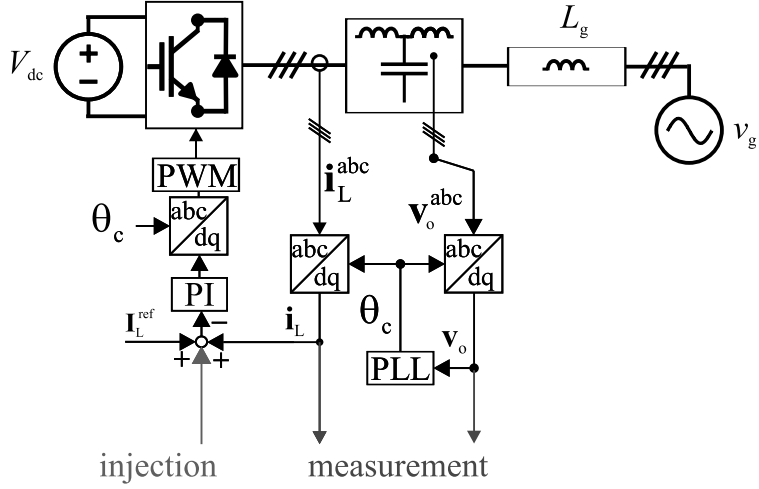 V_dc
L_g
v_g
i_L^abc
v_o^abc
PWM
θ_c
abc
dq
abc
dq
abc
dq
PI
θ_c
I_L^ref
i_L
v_o
PLL
injection
measurement